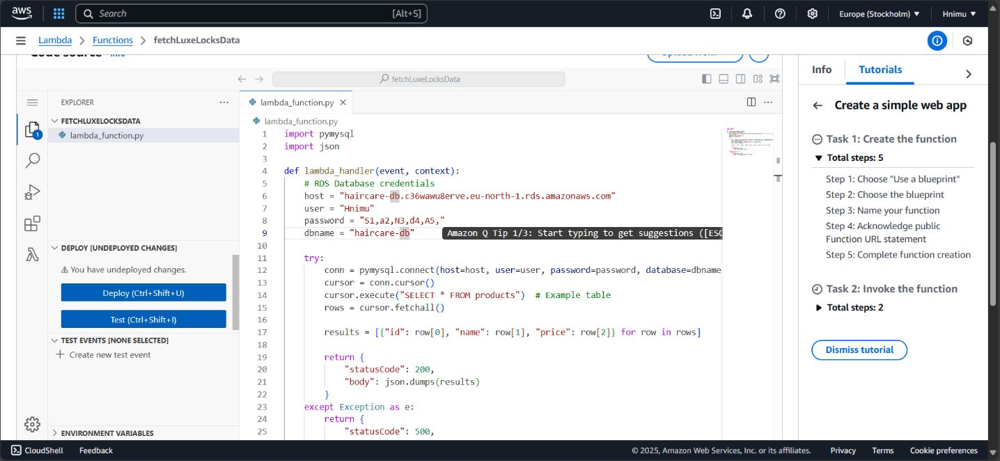 aws
Search [Alt+S]
Europe (Stockholm) ▼
Hnimu ▼
Lambda > Functions > fetchLuxeLocksData
Code source Info
Upload from
fetchLuxeLocksData
Info
Tutorials
EXPLORER
FETCHLUXELOCKSDATA
1
lambda_function.py
DEPLOY [UNDEPLOYED CHANGES]
You have undeployed changes.
Deploy (Ctrl+Shift+U)
Test (Ctrl+Shift+I)
TEST EVENTS [NONE SELECTED]
+ Create new test event
ENVIRONMENT VARIABLES
lambda_function.py
lambda_function.py
1 import pymysql
2 import json
3
4 def lambda_handler(event, context):
5 # RDS Database credentials
6 host = "haircare-db.c36wawu8erve.eu-north-1.rds.amazonaws.com"
7 user = "Hnimu"
8 password = "S1,a2,N3,d4,A5,"
9 dbname = "haircare-db" Amazon Q Tip 1/3: Start typing to get suggestions ([ESC
10
11 try:
12 conn = pymysql.connect(host=host, user=user, password=password, database=dbname
13 cursor = conn.cursor()
14 cursor.execute("SELECT * FROM products") # Example table
15 rows = cursor.fetchall()
16
17 results = [{"id": row[0], "name": row[1], "price": row[2]} for row in rows]
18
19 return {
20 "statusCode": 200,
21 "body": json.dumps(results)
22 }
23 except Exception as e:
24 return {
25 "statusCode": 500,
Create a simple web app
Task 1: Create the function
▼ Total steps: 5
Step 1: Choose "Use a blueprint"
Step 2: Choose the blueprint
Step 3: Name your function
Step 4: Acknowledge public
Function URL statement
Step 5: Complete function creation
Task 2: Invoke the function
▶ Total steps: 2
Dismiss tutorial
CloudShell
Feedback
© 2025, Amazon Web Services, Inc. or its affiliates.
Privacy
Terms
Cookie preferences